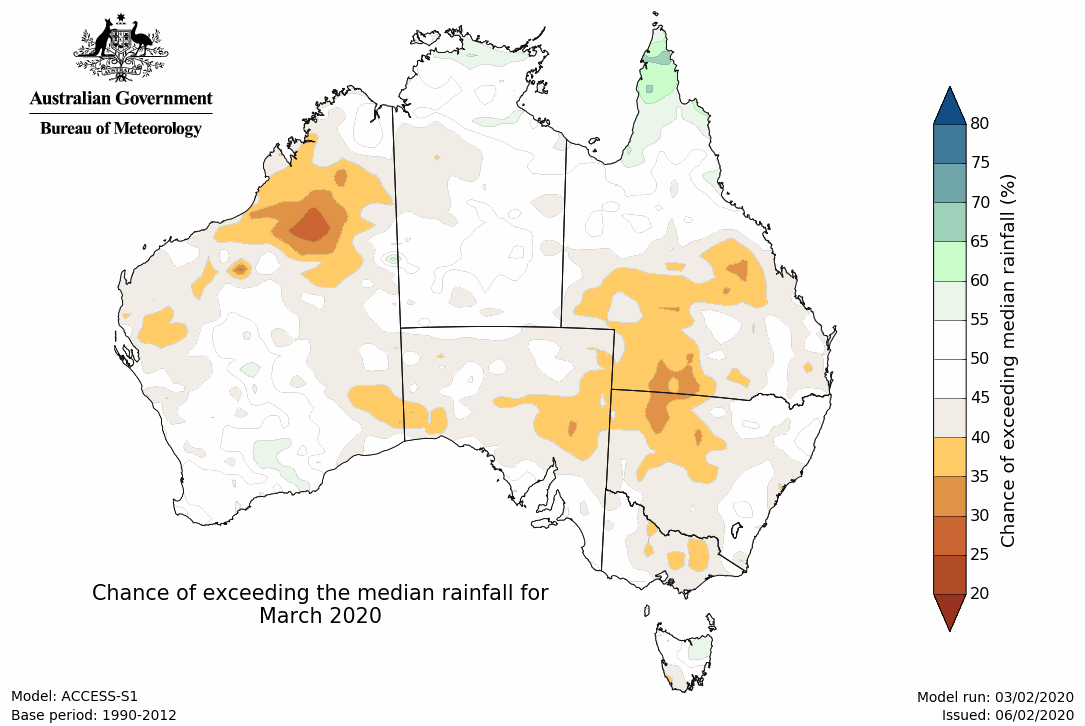 AUSTRALIA
Australian Government
Bureau of Meteorology
80
75
70
65
60
55
50
45
40
35
30
25
20
Chance of exceeding median rainfall (%)
Chance of exceeding the median rainfall for
March 2020
Model: ACCESS-S1
Base period: 1990-2012
Model run: 03/02/2020
Issued: 06/02/2020